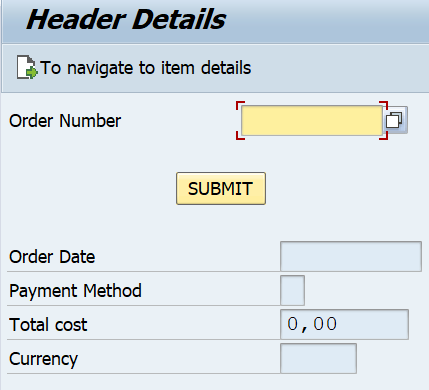 Header Details
To navigate to item details
Order Number
SUBMIT
Order Date
Payment Method
Total cost 0,00
Currency